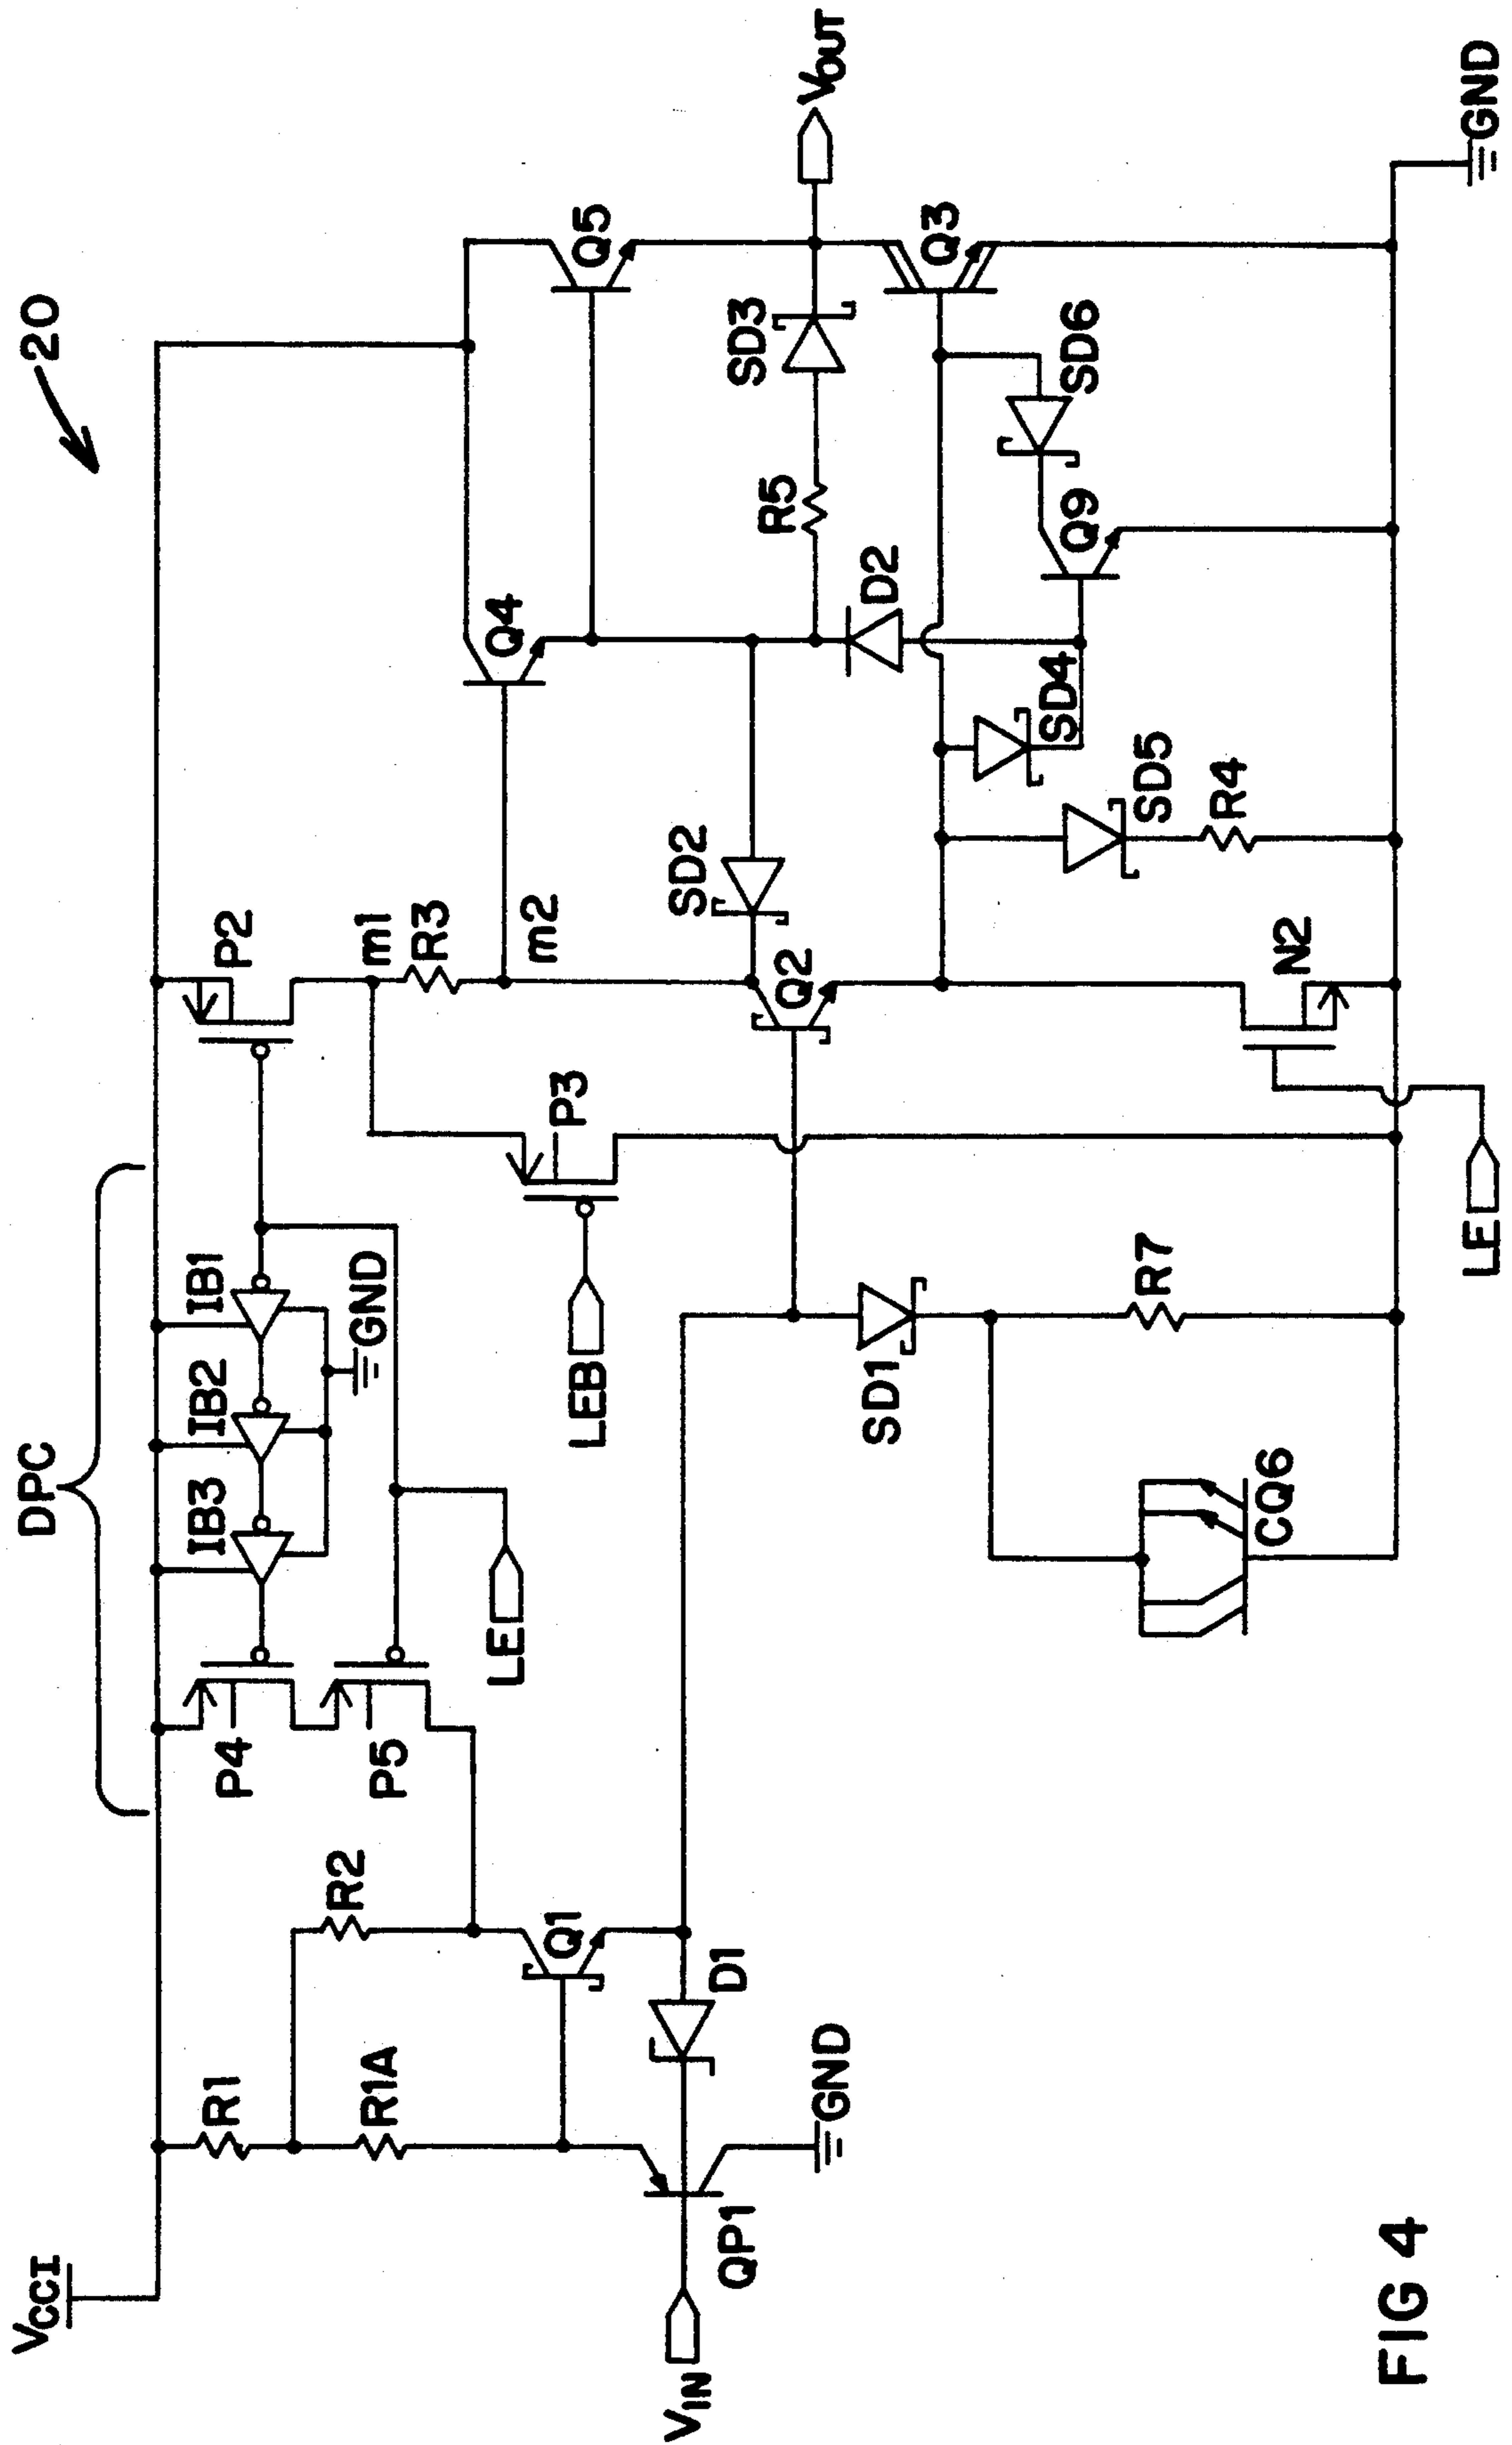 20
VCCI
DPC
R1
R1A
R2
P4
P5
IB3
IB2
IB1
GND
LE
P2
m1
R3
m2
P3
LEB
Q4
Q5
VOUT
SD3
R5
D2
SD2
Q2
Q1
D1
QP1
VIN
GND
SD1
R7
CQ6
N2
LE
SD4
SD5
R4
Q9
SD6
Q3
GND
FIG 4